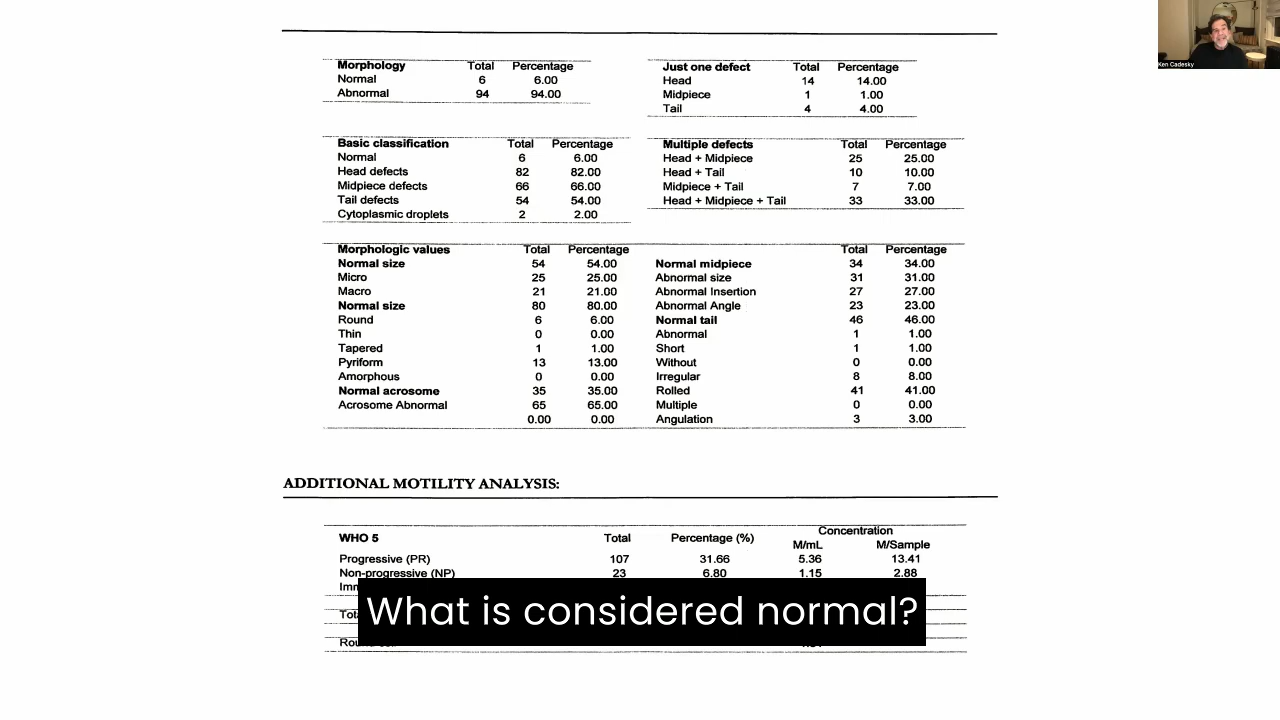 Ken Cadesky
Morphology Total Percentage
Normal 6 6.00
Abnormal 94 94.00
Just one defect Total Percentage
Head 14 14.00
Midpiece 1 1.00
Tail 4 4.00
Basic classification Total Percentage
Normal 6 6.00
Head defects 82 82.00
Midpiece defects 66 66.00
Tail defects 54 54.00
Cytoplasmic droplets 2 2.00
Multiple defects Total Percentage
Head + Midpiece 25 25.00
Head + Tail 10 10.00
Midpiece + Tail 7 7.00
Head + Midpiece + Tail 33 33.00
Morphologic values Total Percentage
Normal size 54 54.00
Micro 25 25.00
Macro 21 21.00
Normal size 80 80.00
Round 6 6.00
Thin 0 0.00
Tapered 1 1.00
Pyriform 13 13.00
Amorphous 0 0.00
Normal acrosome 35 35.00
Acrosome Abnormal 65 65.00
0.00 0.00
Total Percentage
Normal midpiece 34 34.00
Abnormal size 31 31.00
Abnormal Insertion 27 27.00
Abnormal Angle 23 23.00
Normal tail 46 46.00
Abnormal 1 1.00
Short 1 1.00
Without 0 0.00
Irregular 8 8.00
Rolled 41 41.00
Multiple 0 0.00
Angulation 3 3.00
ADDITIONAL MOTILITY ANALYSIS:
Concentration
WHO 5 Total Percentage (%) M/mL M/Sample
Progressive (PR) 107 31.66 5.36 13.41
Non-progressive (NP) 23 6.80 1.15 2.88
What is considered normal?